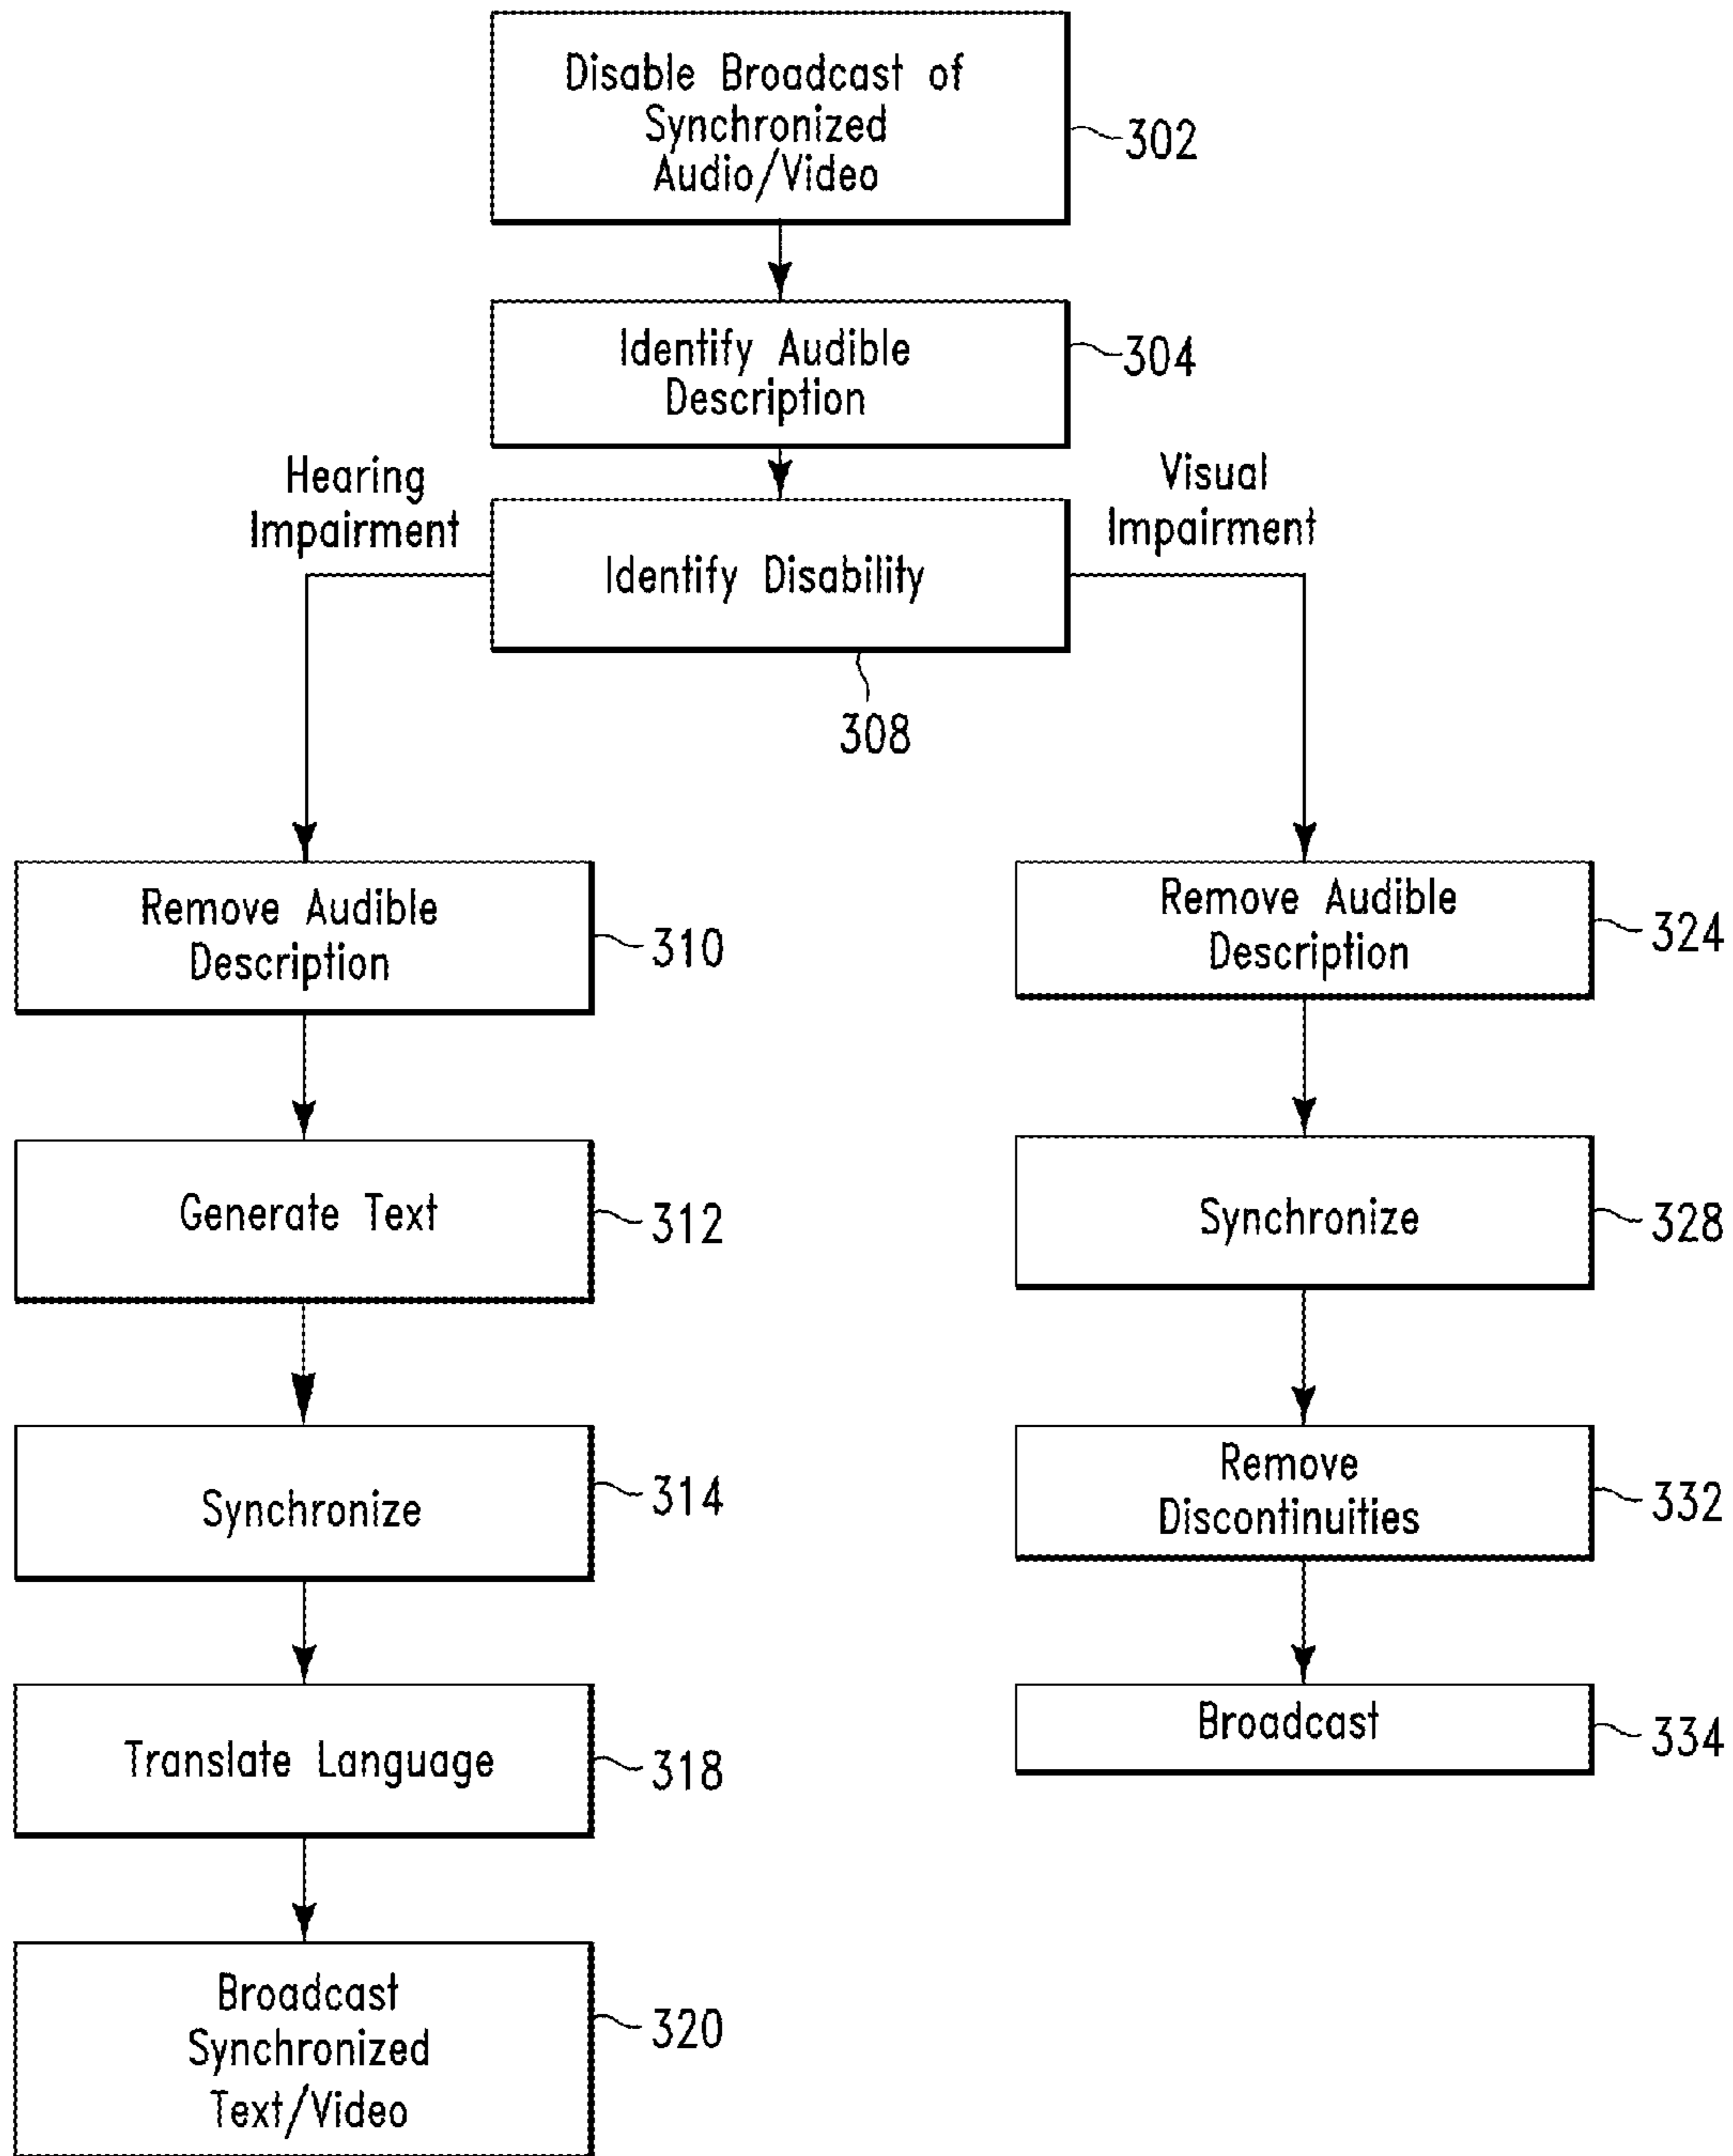 Disable Broadcast of
Synchronized
Audio/Video
302
Identify Audible
Description
304
Hearing
Impairment
Visual
Impairment
Identify Disability
308
Remove Audible
Description
310
Generate Text
312
Synchronize
314
Translate Language
318
Broadcast
Synchronized
Text/Video
320
Remove Audible
Description
324
Synchronize
328
Remove
Discontinuities
332
Broadcast
334